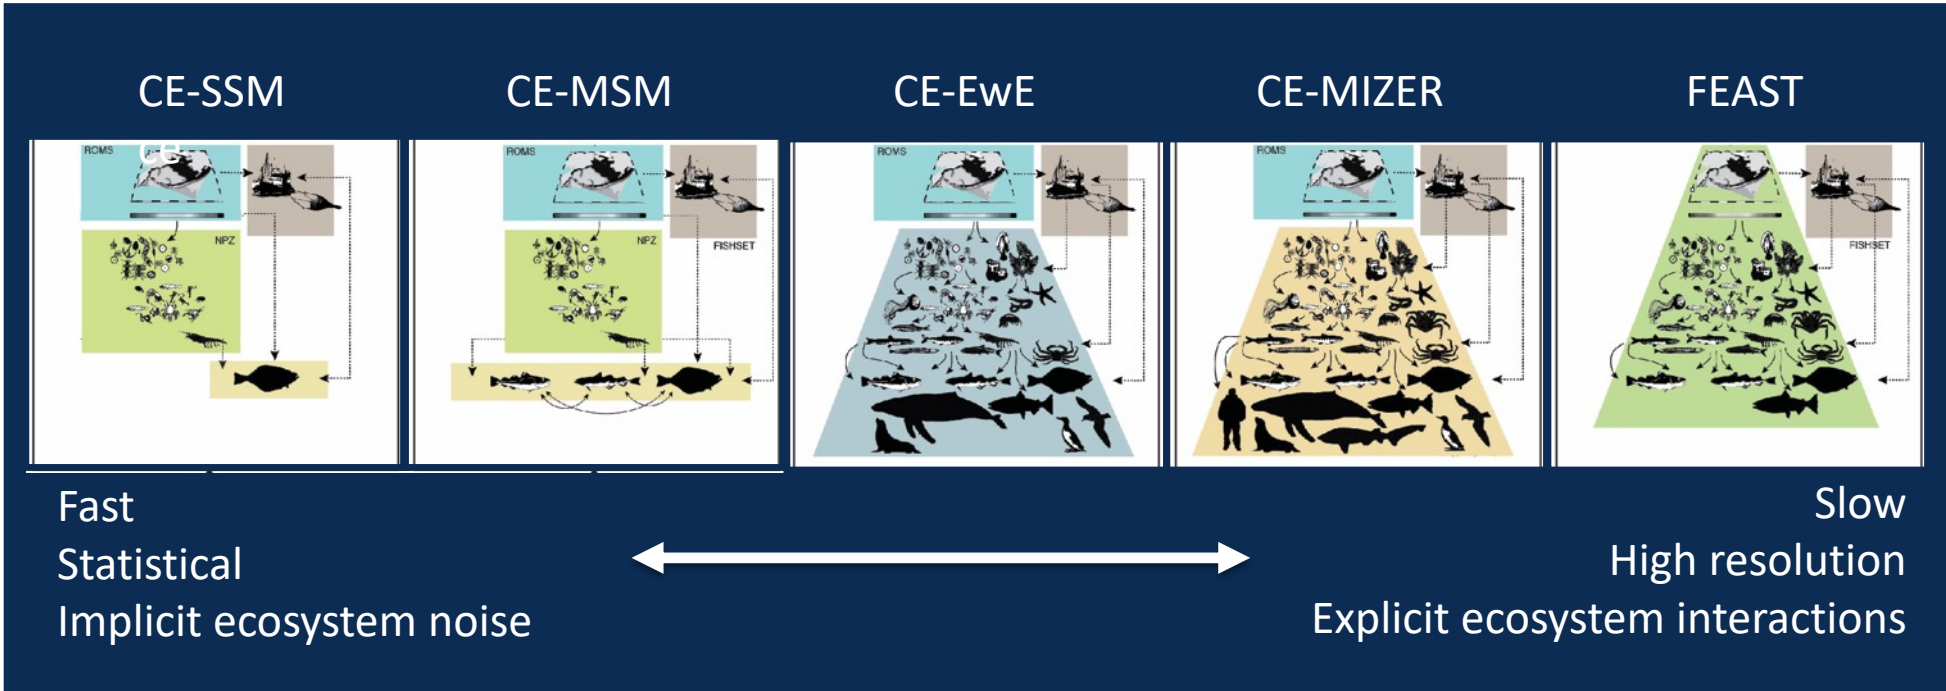 CE-SSM
CE-MSM
CE-EwE
CE-MIZER
FEAST
ce
ROMS
NPZ
ROMS
NPZ
FISHSET
ROMS
ROMS
FISHSET
Fast
Statistical
Implicit ecosystem noise
Slow
High resolution
Explicit ecosystem interactions